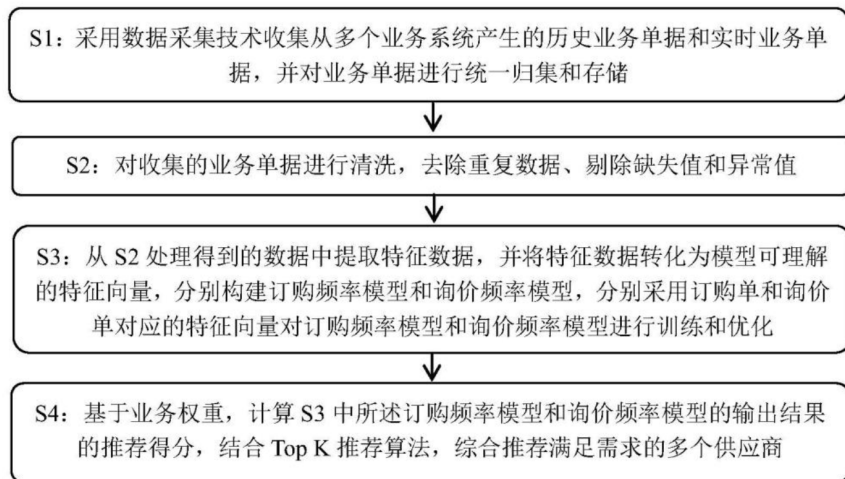 S1：采用数据采集技术收集从多个业务系统产生的历史业务单据和实时业务单
据，并对业务单据进行统一归集和存储
S2：对收集的业务单据进行清洗，去除重复数据、剔除缺失值和异常值
S3：从 S2 处理得到的数据中提取特征数据，并将特征数据转化为模型可理解
的特征向量，分别构建订购频率模型和询价频率模型，分别采用订购单和询价
单对应的特征向量对订购频率模型和询价频率模型进行训练和优化
S4：基于业务权重，计算 S3 中所述订购频率模型和询价频率模型的输出结果
的推荐得分，结合 Top K 推荐算法，综合推荐满足需求的多个供应商